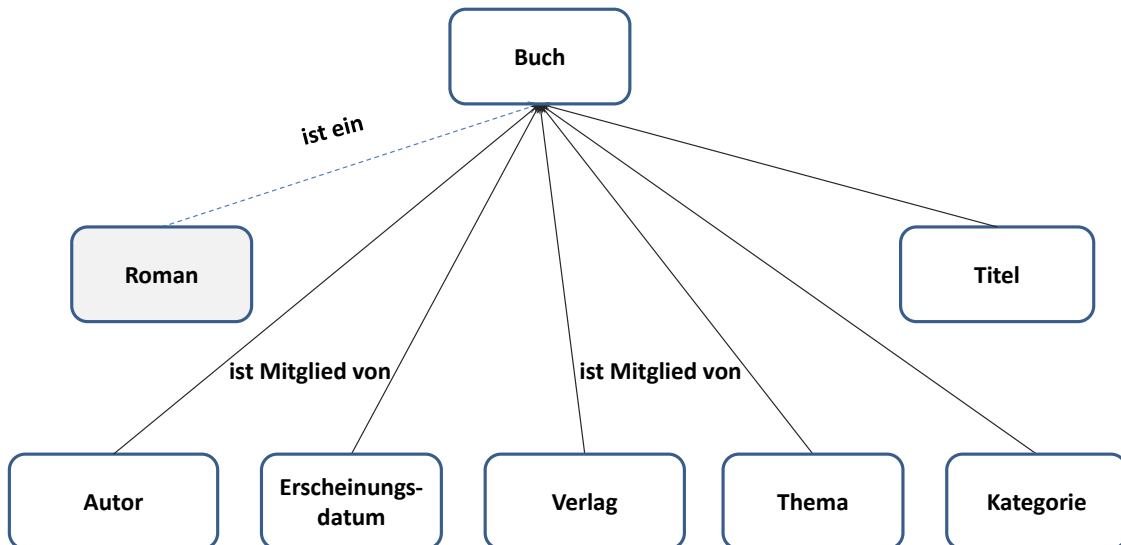 Buch
ist ein
Roman
Titel
ist Mitglied von
ist Mitglied von
Autor
Erscheinungs-
datum
Verlag
Thema
Kategorie